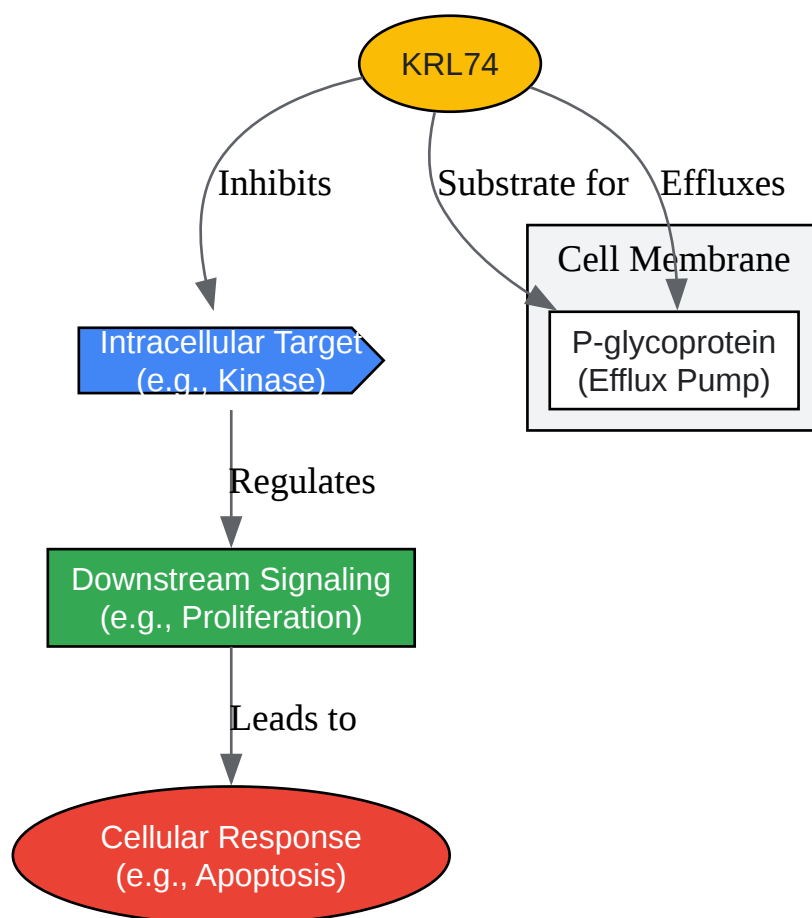 KRL74
Inhibits
Substrate for
Effluxes
Cell Membrane
P-glycoprotein
(Efflux Pump)
Intracellular Target
(e.g., Kinase)
Regulates
Downstream Signaling
(e.g., Proliferation)
Leads to
Cellular Response
(e.g., Apoptosis)